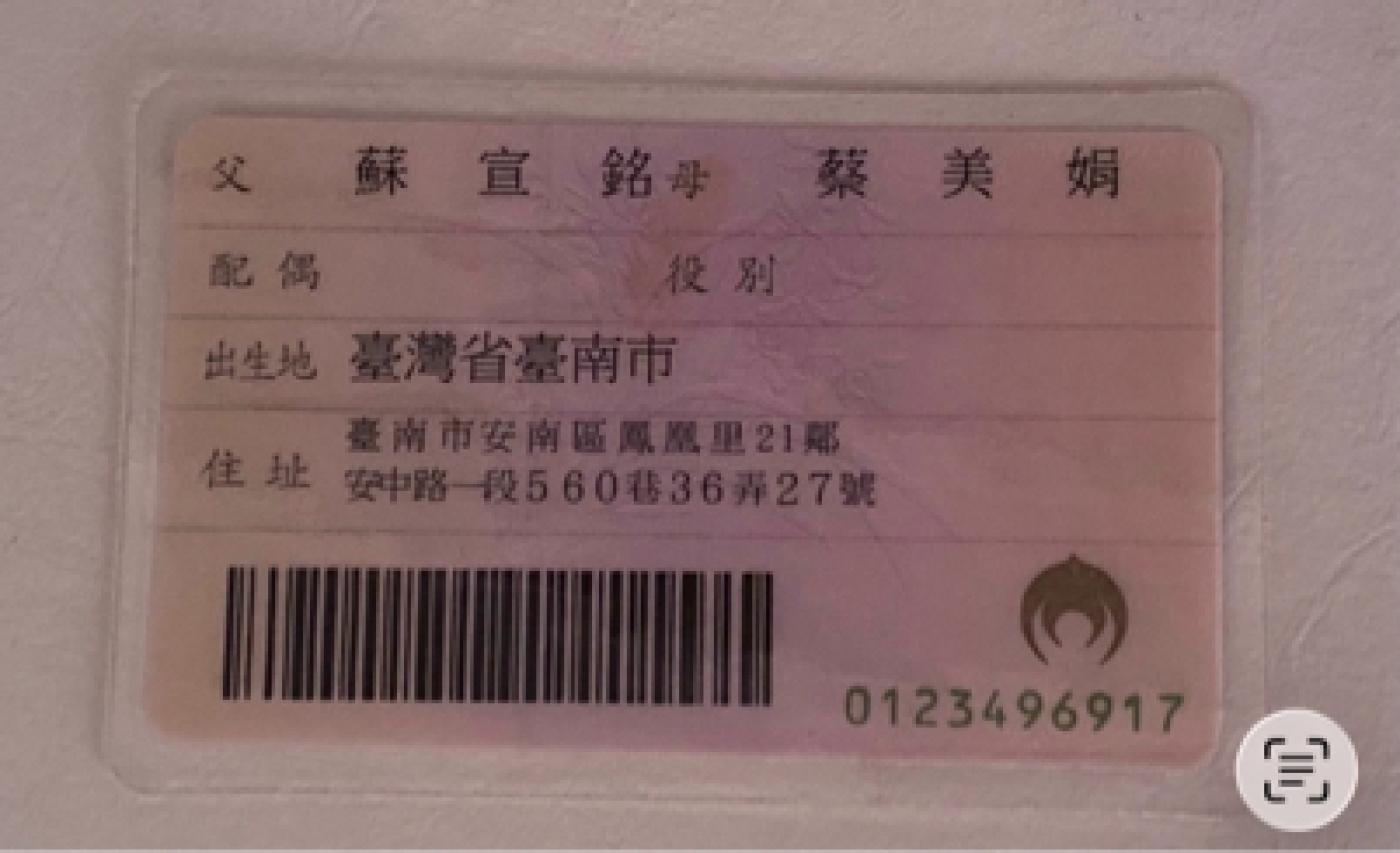 父 蘇宣銘 母 蔡美娟
配偶 役別
出生地 臺灣省臺南市
住址 臺南市安南區鳳凰里21鄰
安中路一段560巷36弄27號
0123496917